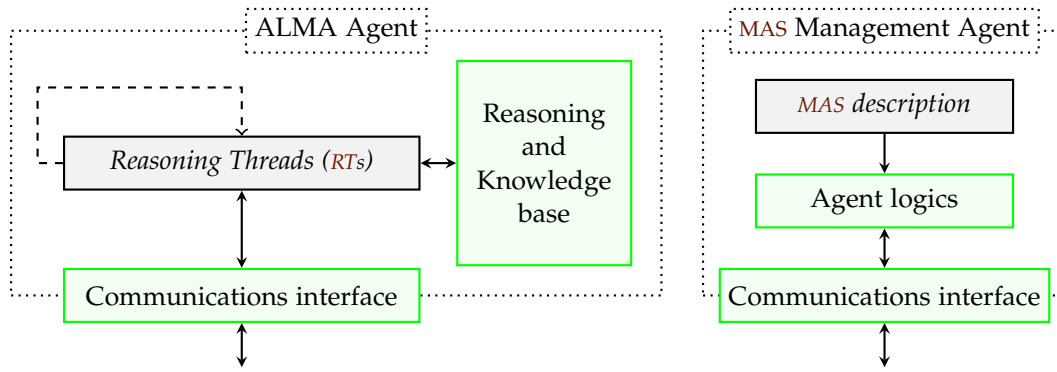 ALMA Agent
Reasoning Threads (RTs)
Reasoning
and
Knowledge
base
Communications interface
MAS Management Agent
MAS description
Agent logics
Communications interface